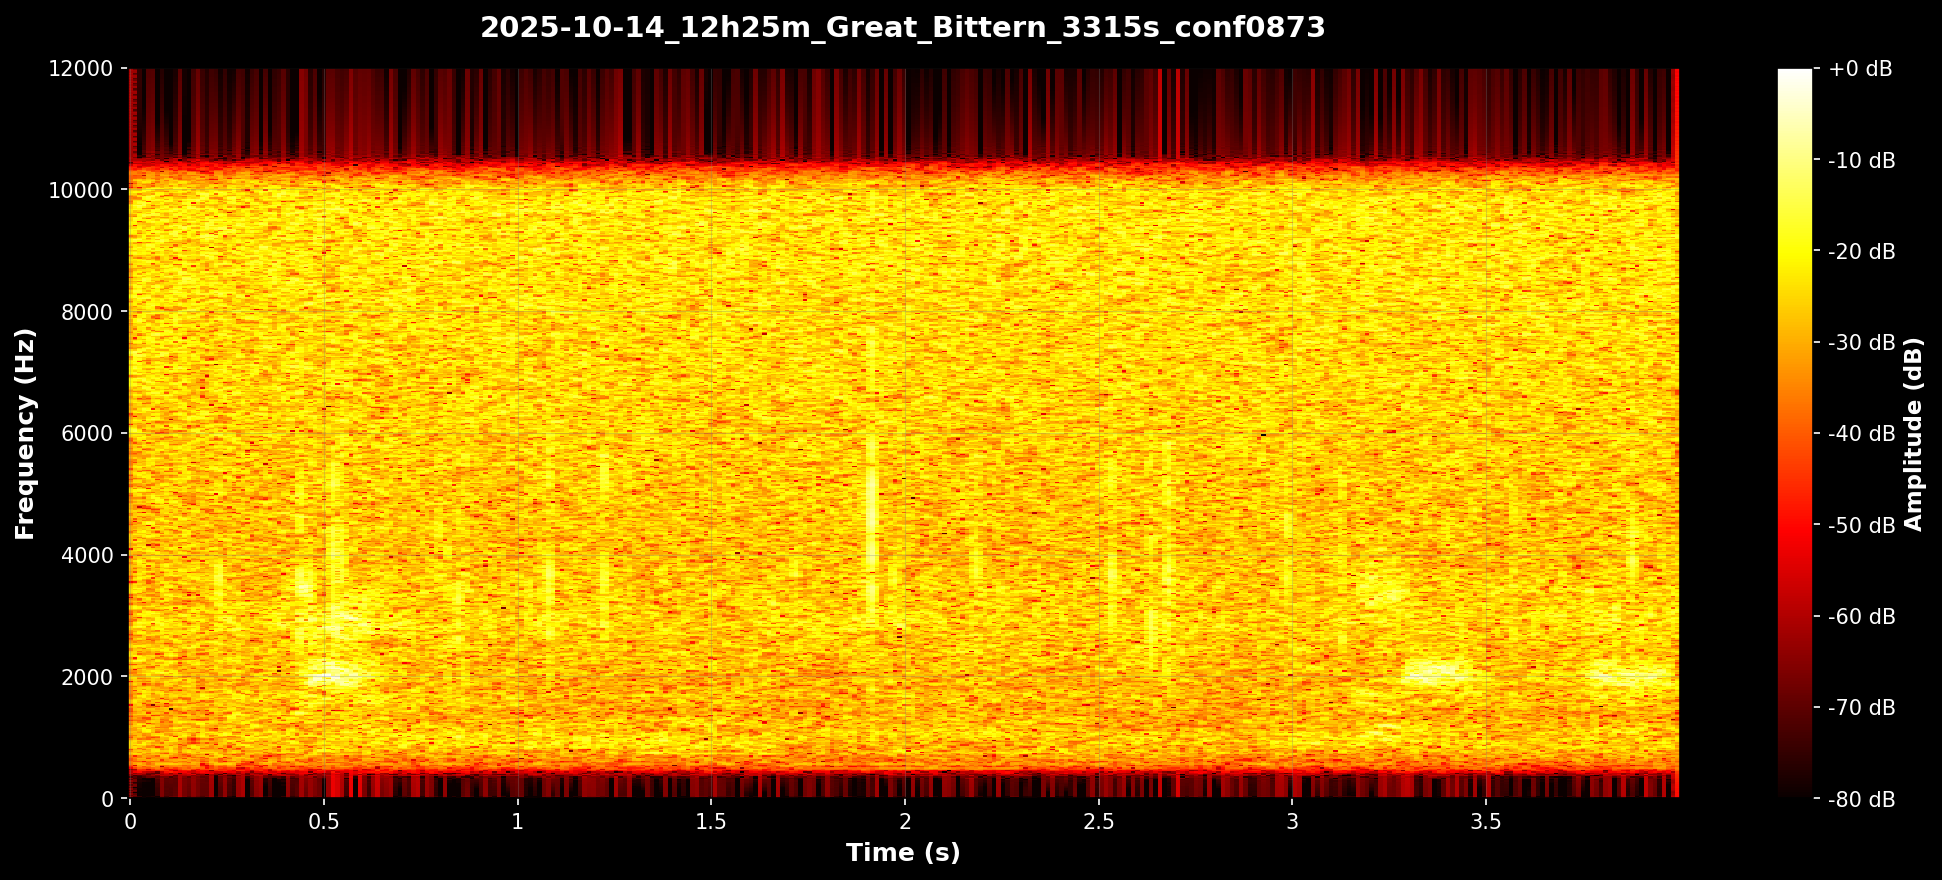 2025-10-14_12h25m_Great_Bittern_3315s_conf0873
12000
10000
8000
6000
4000
2000
0
Frequency (Hz)
0
0.5
1
1.5
2
2.5
3
3.5
Time (s)
+0 dB
-10 dB
-20 dB
-30 dB
-40 dB
-50 dB
-60 dB
-70 dB
-80 dB
Amplitude (dB)